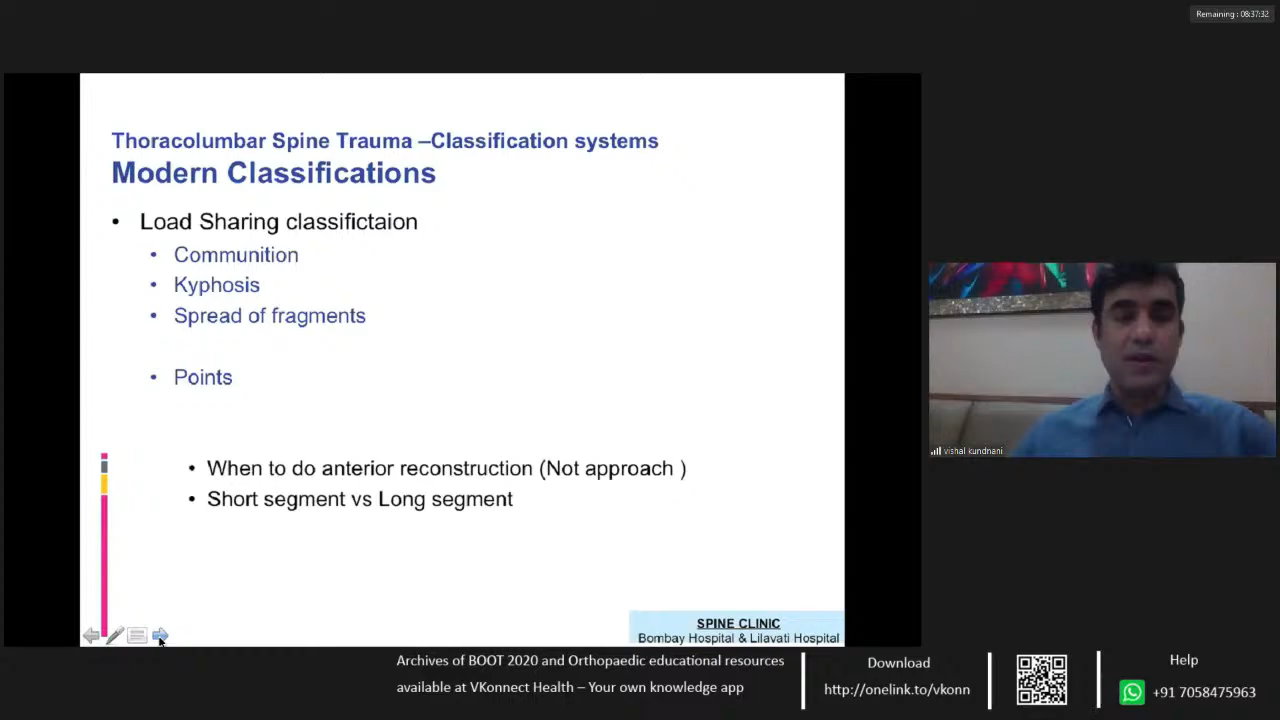 Remaining : 08:37:32
Thoracolumbar Spine Trauma –Classification systems
Modern Classifications
• Load Sharing classifictaion
• Communition
• Kyphosis
• Spread of fragments
• Points
• When to do anterior reconstruction (Not approach )
• Short segment vs Long segment
SPINE CLINIC
Bombay Hospital & Lilavati Hospital
vishal kundnani
Archives of BOOT 2020 and Orthopaedic educational resources
available at VKonnect Health – Your own knowledge app
Download
http://onelink.to/vkonn
Help
+91 7058475963